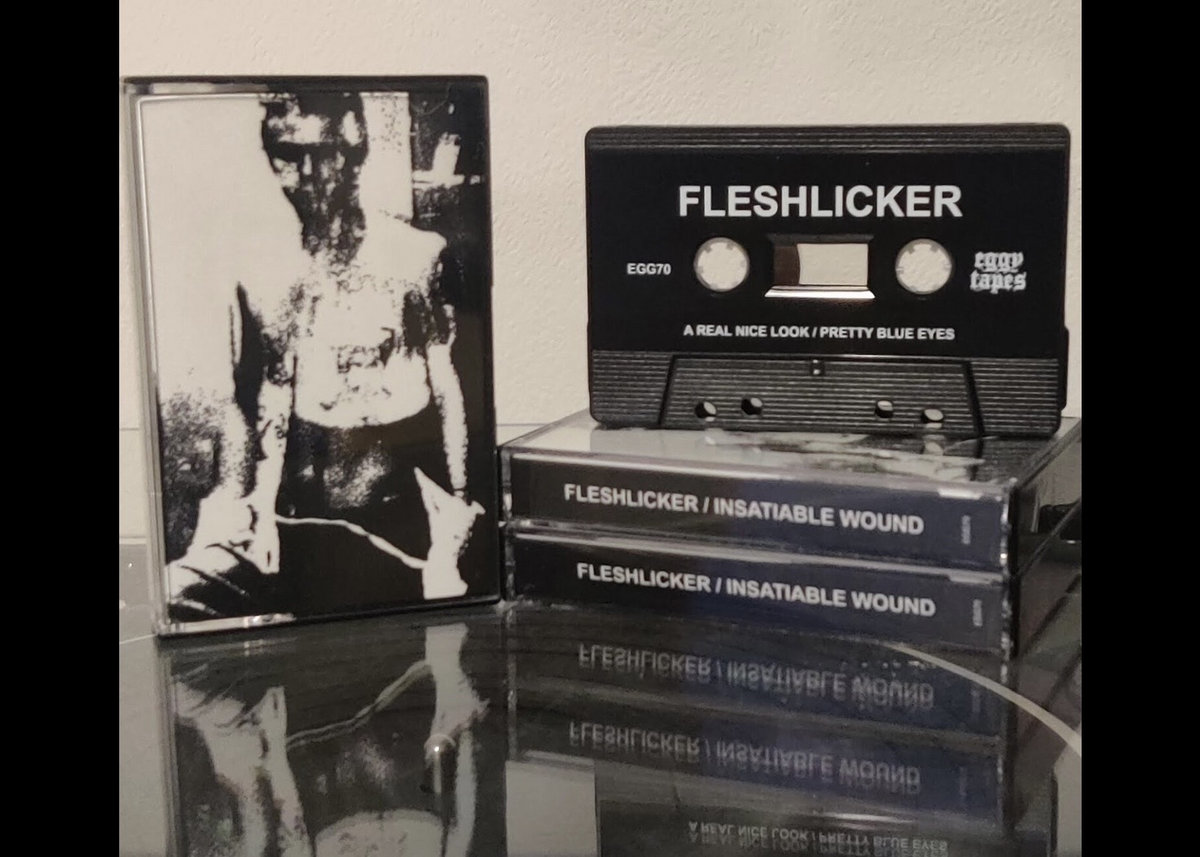 FLESHLICKER
EGG70
eggy
tapes
A REAL NICE LOOK / PRETTY BLUE EYES
FLESHLICKER / INSATIABLE WOUND
FLESHLICKER / INSATIABLE WOUND